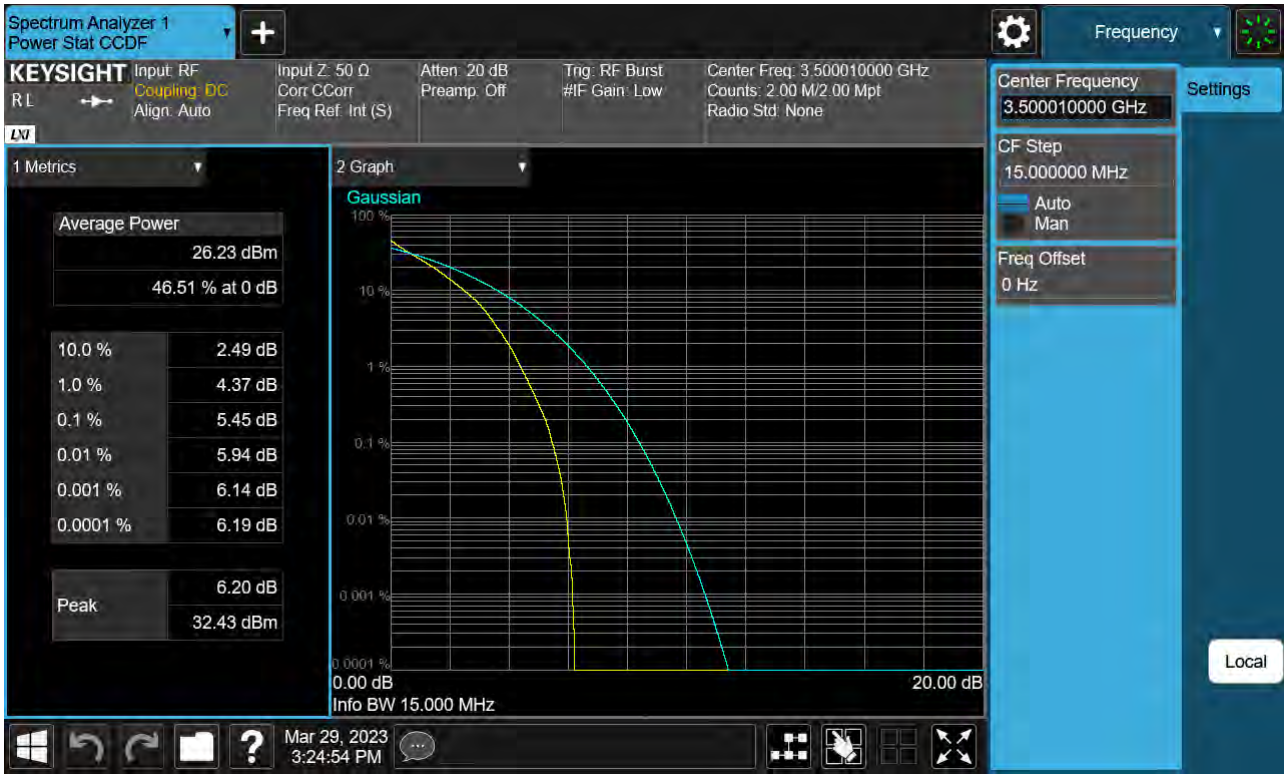 Spectrum Analyzer 1
Power Stat CCDF
Frequency
KEYSIGHT
R L
LXI
Input: RF
Coupling: DC
Align: Auto
Input Z: 50 Ω
Corr CCorr
Freq Ref: Int (S)
Atten: 20 dB
Preamp: Off
Trig: RF Burst
#IF Gain: Low
Center Freq: 3.500010000 GHz
Counts: 2.00 M/2.00 Mpt
Radio Std: None
Center Frequency
3.500010000 GHz
Settings
CF Step
15.000000 MHz
Auto
Man
Freq Offset
0 Hz
1 Metrics
Average Power
26.23 dBm
46.51 % at 0 dB
10.0 % 2.49 dB
1.0 % 4.37 dB
0.1 % 5.45 dB
0.01 % 5.94 dB
0.001 % 6.14 dB
0.0001 % 6.19 dB
Peak
6.20 dB
32.43 dBm
2 Graph
Gaussian
100 %
10 %
1 %
0.1 %
0.01 %
0.001 %
0.0001 %
0.00 dB 20.00 dB
Info BW 15.000 MHz
Local
?
Mar 29, 2023
3:24:54 PM